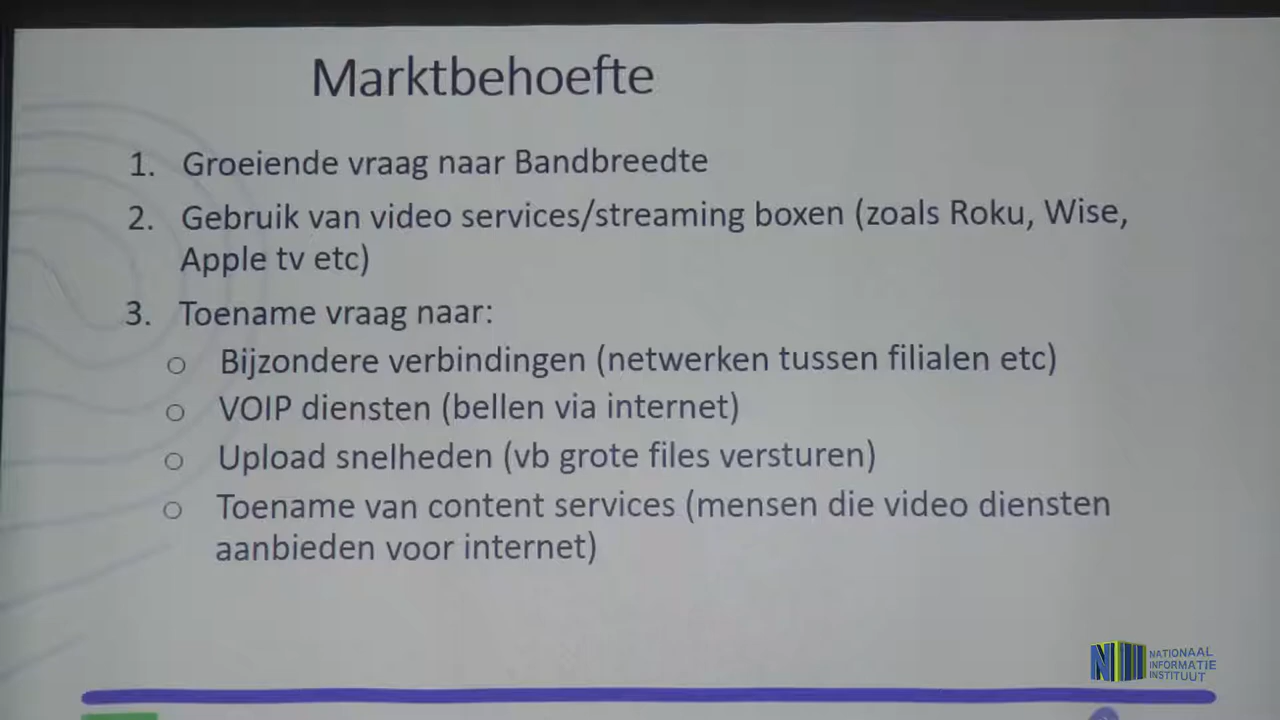 Marktbehoefte
1. Groeiende vraag naar Bandbreedte
2. Gebruik van video services/streaming boxen (zoals Roku, Wise,
Apple tv etc)
3. Toename vraag naar:
o Bijzondere verbindingen (netwerken tussen filialen etc)
o VOIP diensten (bellen via internet)
o Upload snelheden (vb grote files versturen)
o Toename van content services (mensen die video diensten
aanbieden voor internet)
NII NATIONAAL
INFORMATIE
INSTITUUT